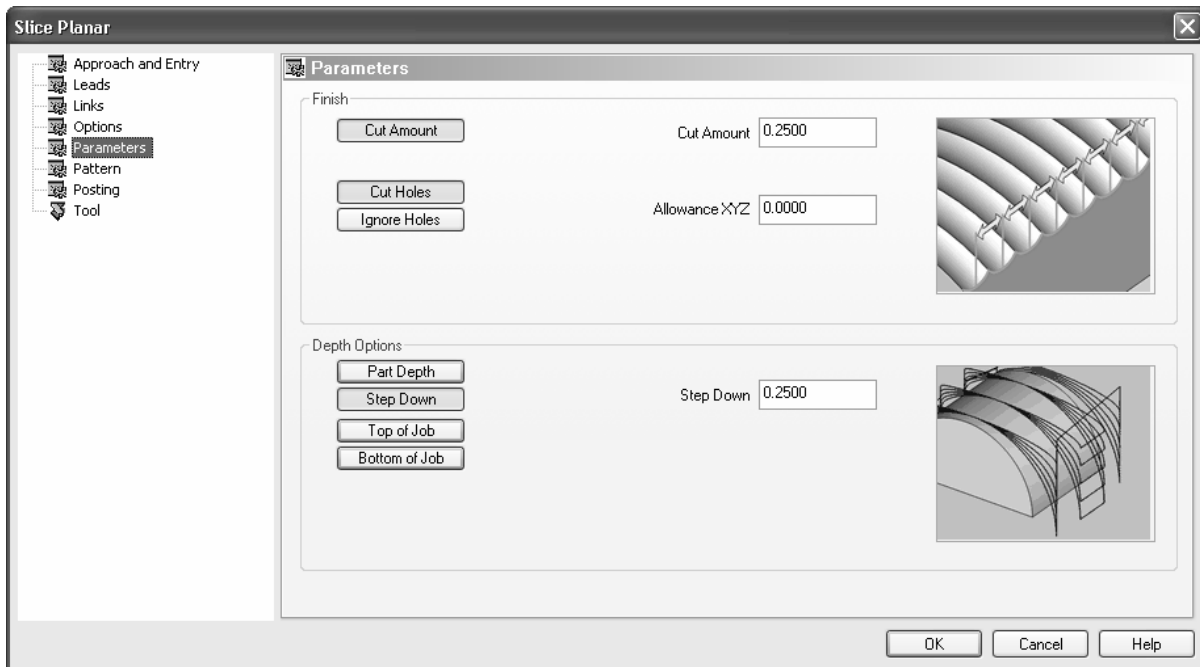 Slice Planar
Approach and Entry
Leads
Links
Options
Parameters
Pattern
Posting
Tool
Parameters
Finish
Cut Amount
Cut Amount 0.2500
Cut Holes
Ignore Holes
Allowance XYZ 0.0000
Depth Options
Part Depth
Step Down
Step Down 0.2500
Top of Job
Bottom of Job
OK Cancel Help